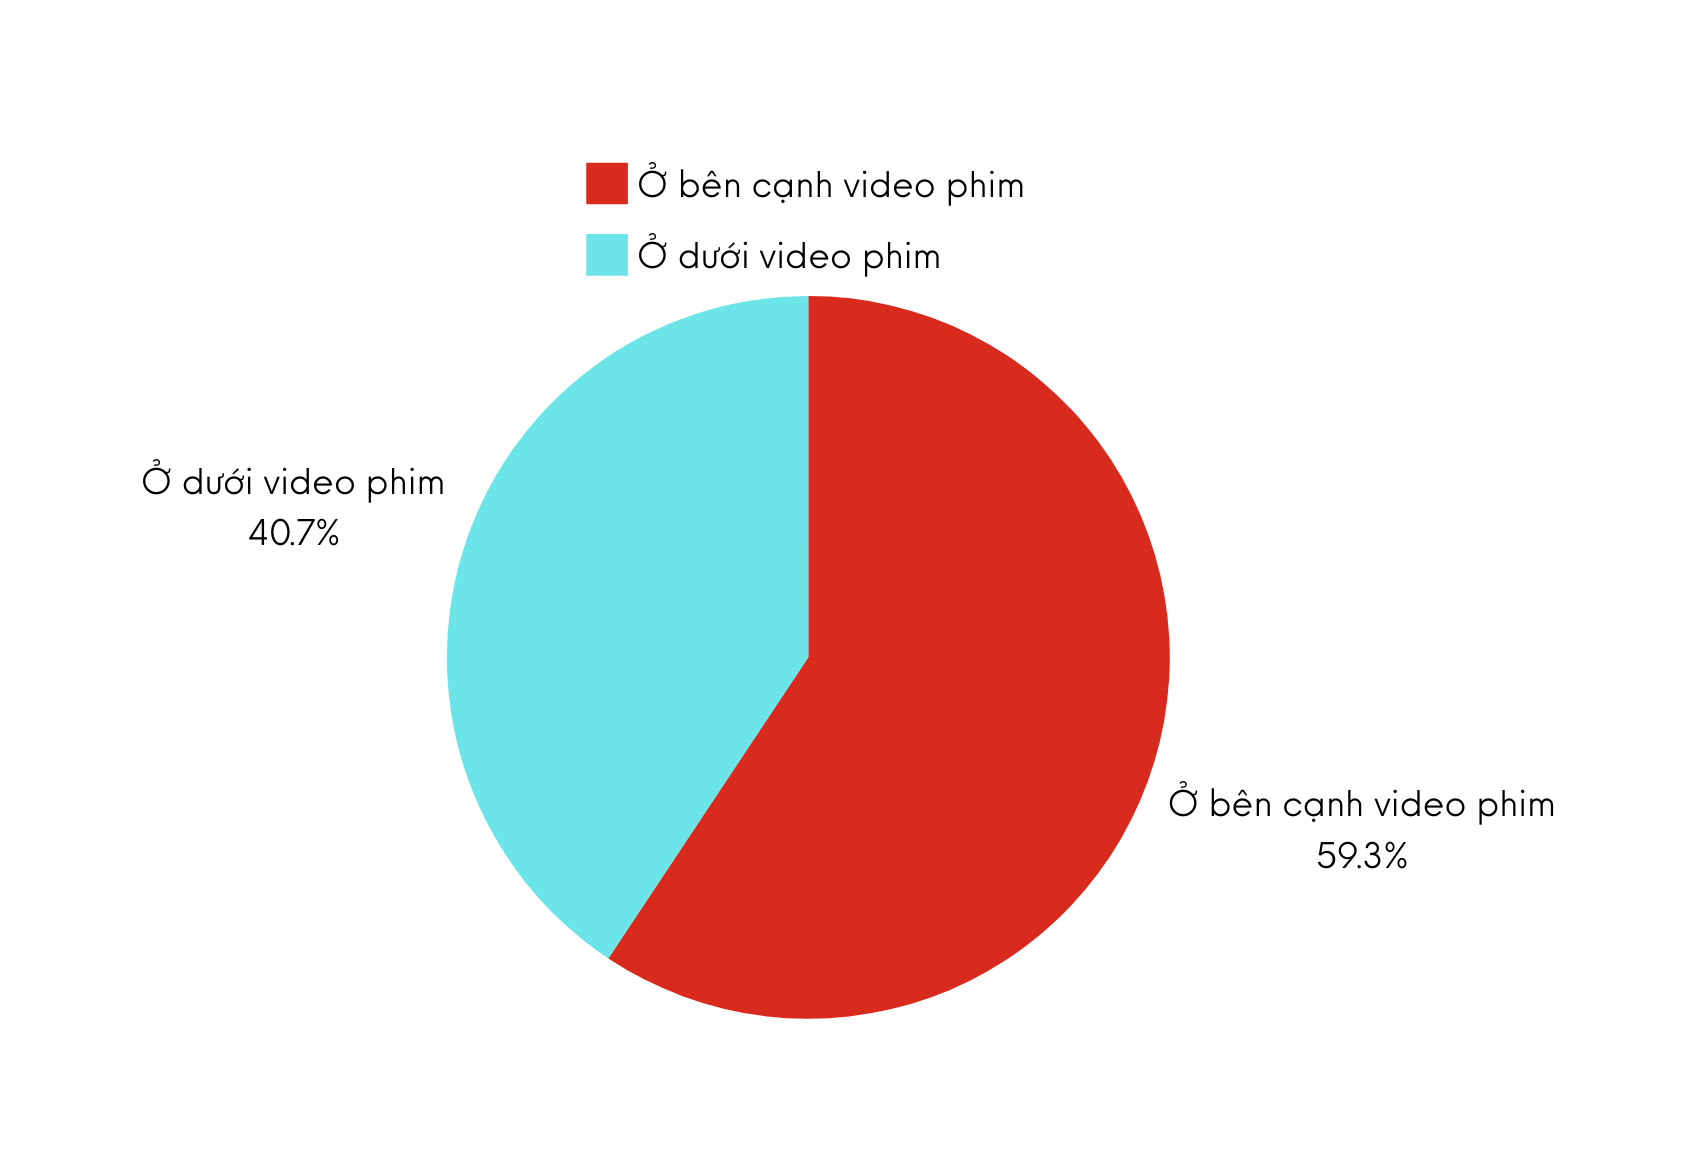 Ở bên cạnh video phim
Ở dưới video phim
Ở dưới video phim
40.7%
Ở bên cạnh video phim
59.3%